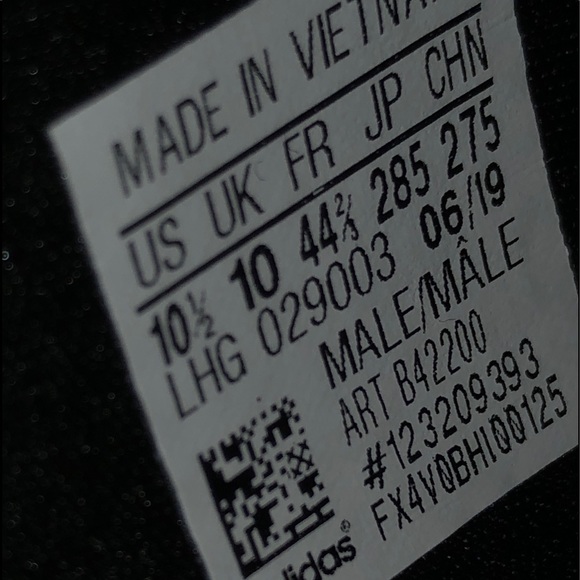 MADE IN VIETNA
US UK FR JP CHN
10½ 10 44⅔ 285 275
LHG 029003 06/19
MALE/MÂLE
ART B42200
#123209393
FX4V0BHI00125
adidas®